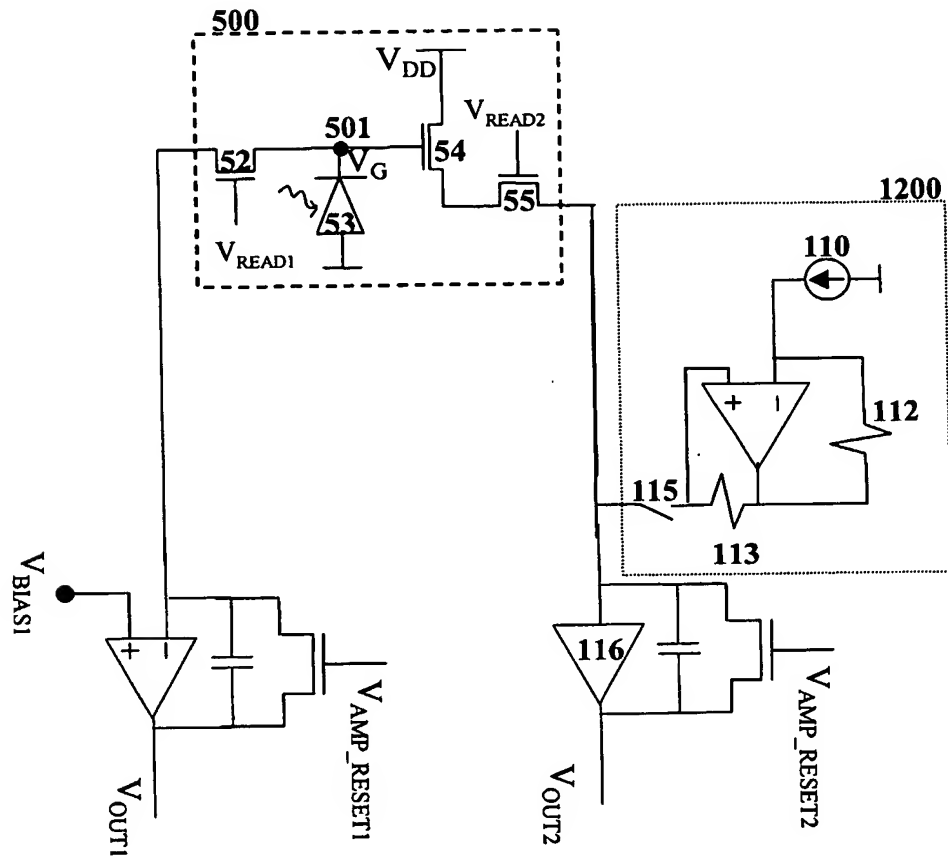 500
V_DD
V_READ2
501
52
V_G
54
53
55
V_READ1
1200
110
+ −
112
115
113
V_BIAS1
+ −
116
V_AMP_RESET1
V_AMP_RESET2
V_OUT1
V_OUT2